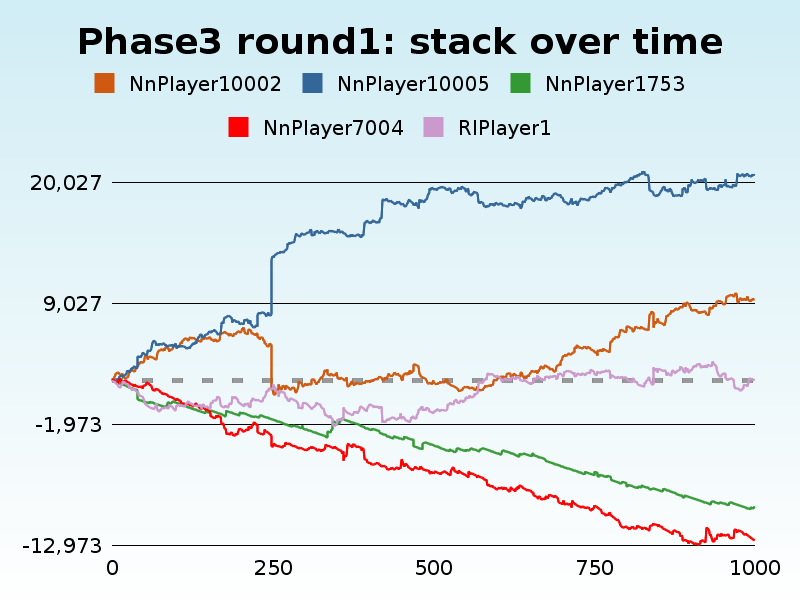 Phase3 round1: stack over time
NnPlayer10002 NnPlayer10005 NnPlayer1753
NnPlayer7004 RIPlayer1
20,027
9,027
-1,973
-12,973
0 250 500 750 1000